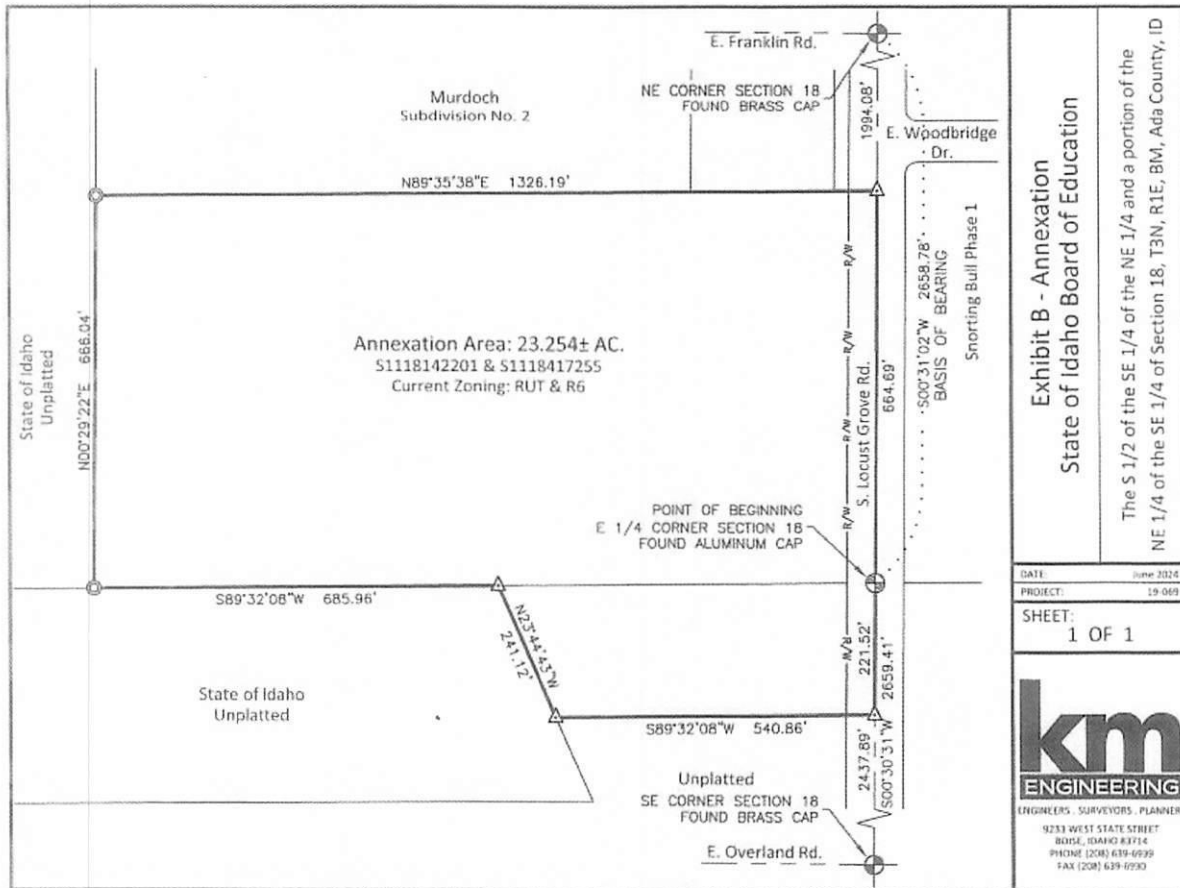 E. Franklin Rd.
NE CORNER SECTION 18
FOUND BRASS CAP
Murdoch
Subdivision No. 2
1994.08'
E. Woodbridge
Dr.
N89°35'38"E 1326.19'
State of Idaho
Unplatted
N00°29'22"E 666.04'
Annexation Area: 23.254± AC.
S1118142201 & S1118417255
Current Zoning: RUT & R6
R/W
R/W
R/W
R/W
R/W
S. Locust Grove Rd.
664.69'
S00°31'02"W 2658.78'
BASIS OF BEARING
Snorting Bull Phase 1
POINT OF BEGINNING
E 1/4 CORNER SECTION 18
FOUND ALUMINUM CAP
S89°32'08"W 685.96'
N23°44'43"W
241.12'
221.52'
S00°30'31"W 2659.41'
2437.89'
State of Idaho
Unplatted
S89°32'08"W 540.86'
Unplatted
SE CORNER SECTION 18
FOUND BRASS CAP
E. Overland Rd.
Exhibit B - Annexation
State of Idaho Board of Education
The S 1/2 of the SE 1/4 of the NE 1/4 and a portion of the
NE 1/4 of the SE 1/4 of Section 18, T3N, R1E, BM, Ada County, ID
DATE: June 2024
PROJECT: 19-069
SHEET:
1 OF 1
km
ENGINEERING
ENGINEERS . SURVEYORS . PLANNER
9233 WEST STATE STREET
BOISE, IDAHO 83714
PHONE (208) 639-6939
FAX (208) 639-6930